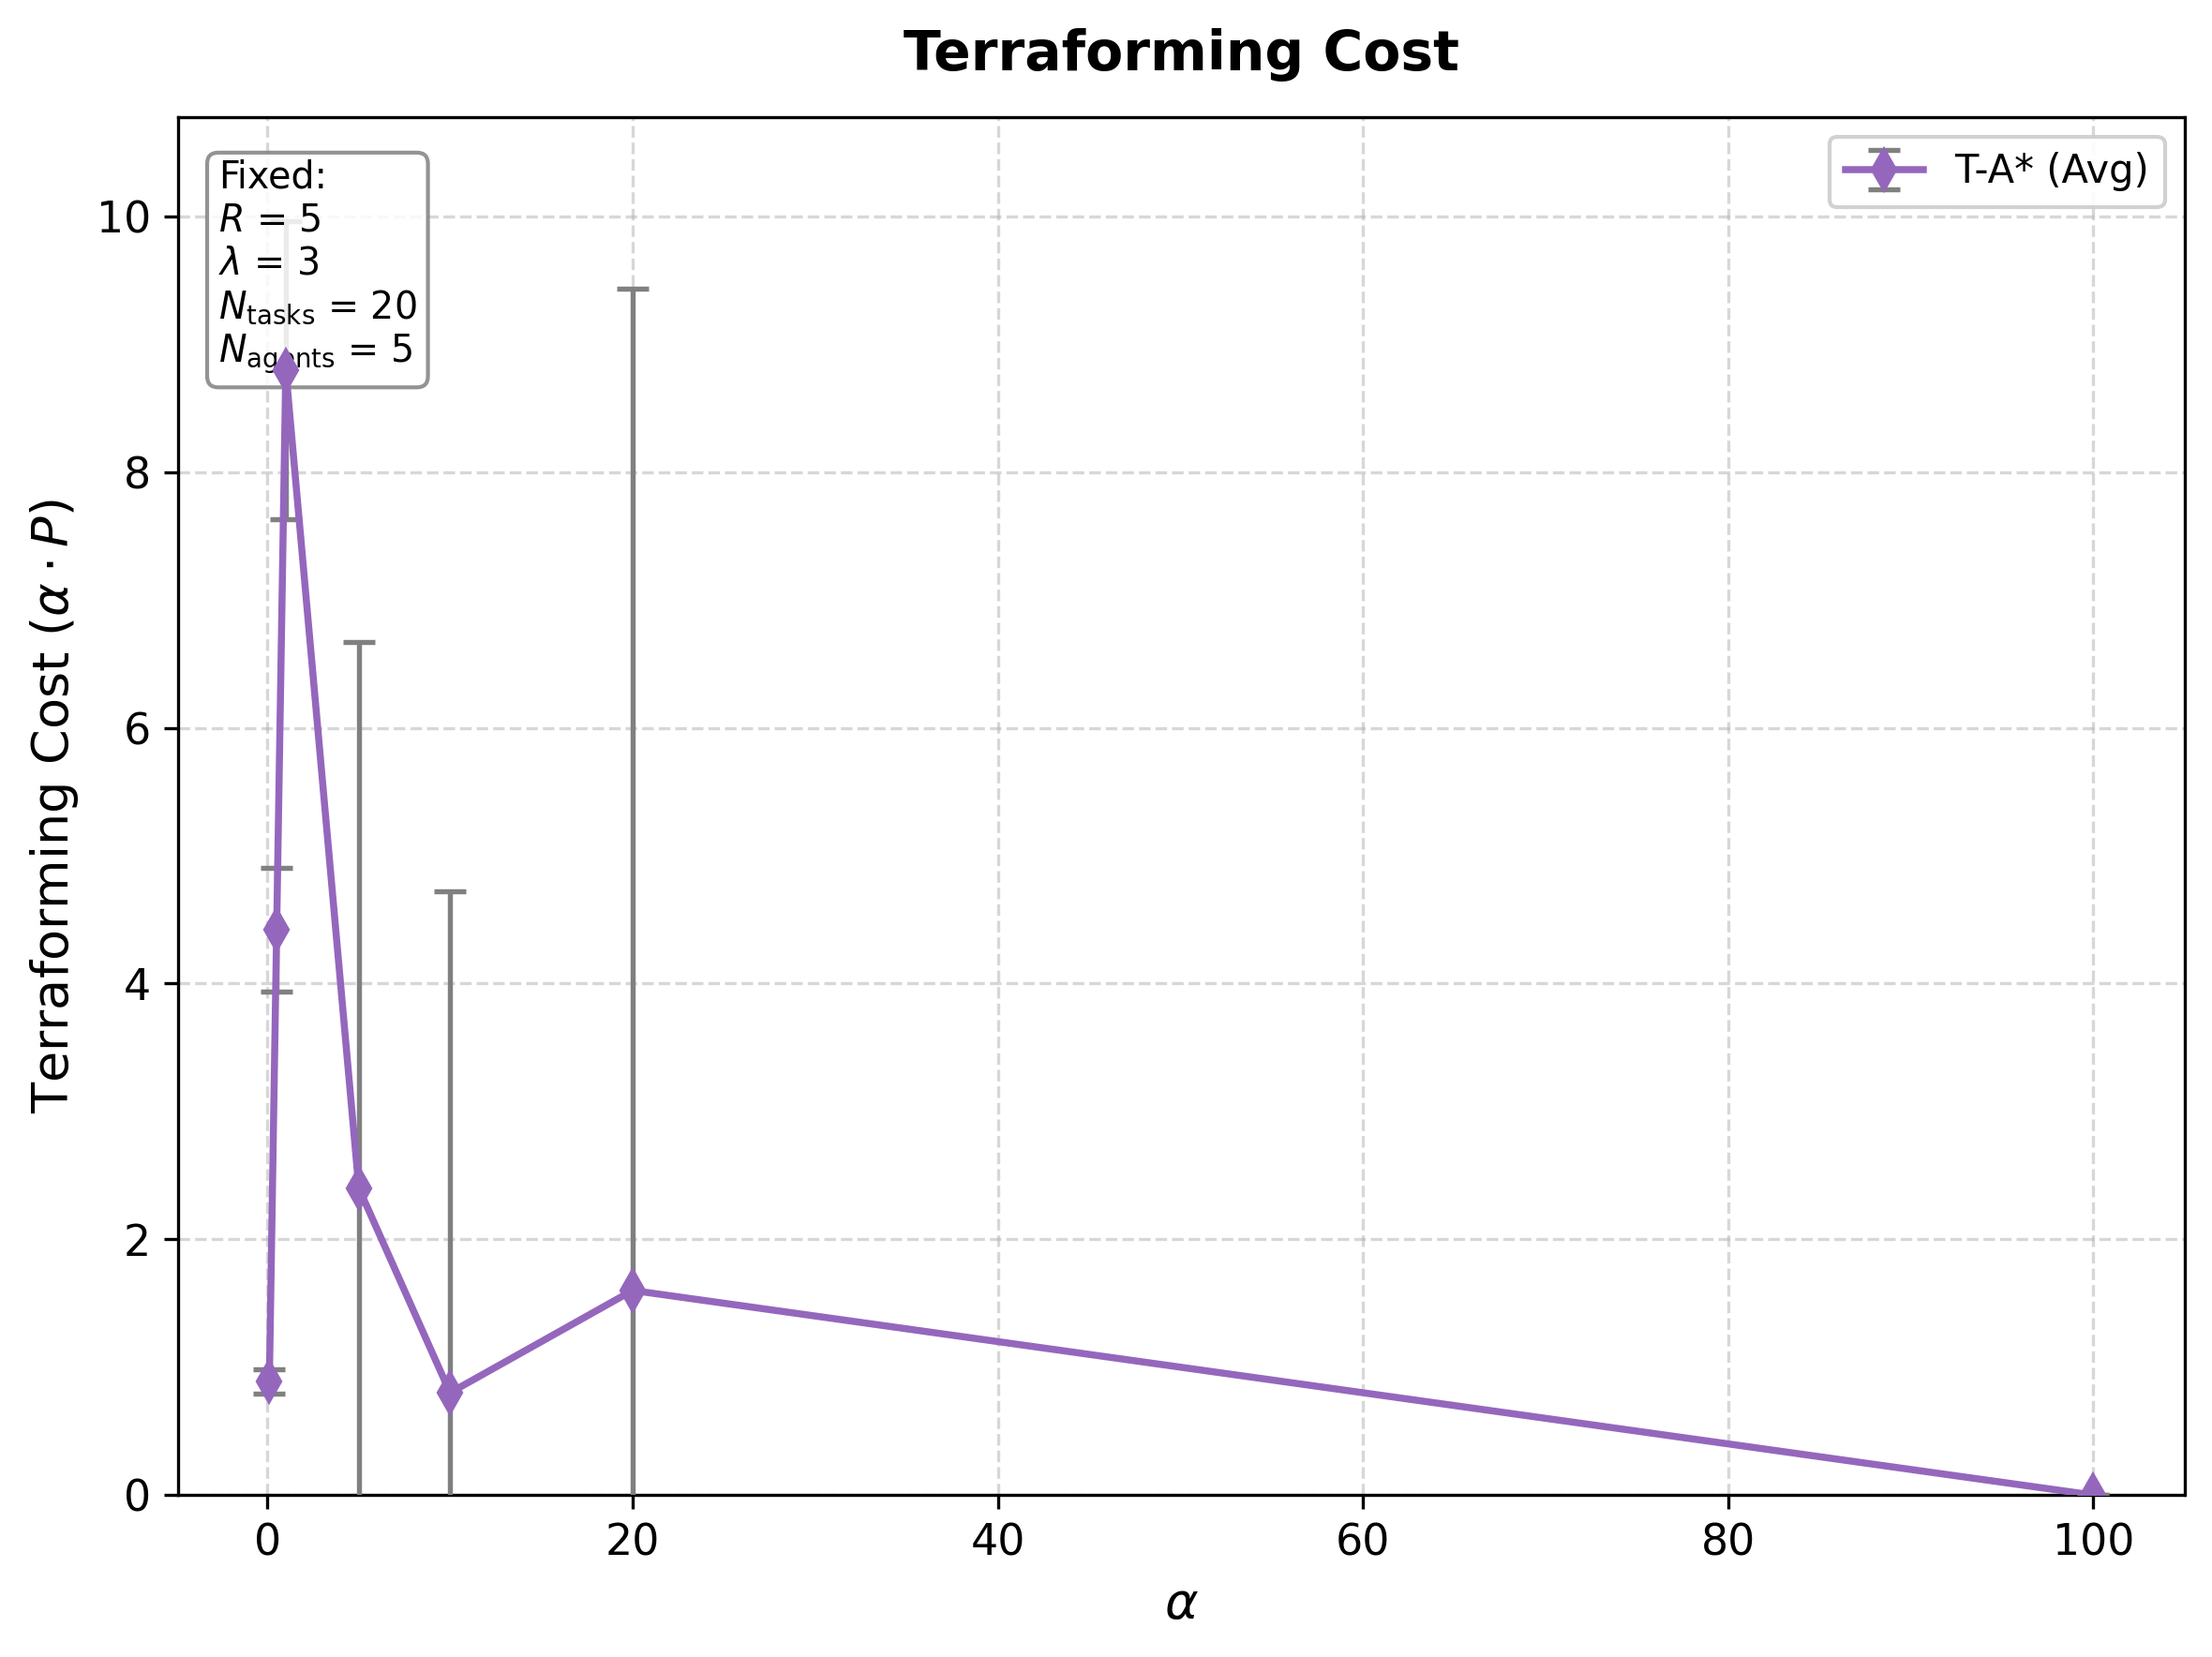 Terraforming Cost
Fixed:
R = 5
λ = 3
N_tasks = 20
N_agents = 5
T-A* (Avg)
Terraforming Cost (α · P)
10
8
6
4
2
0
0 20 40 60 80 100
α